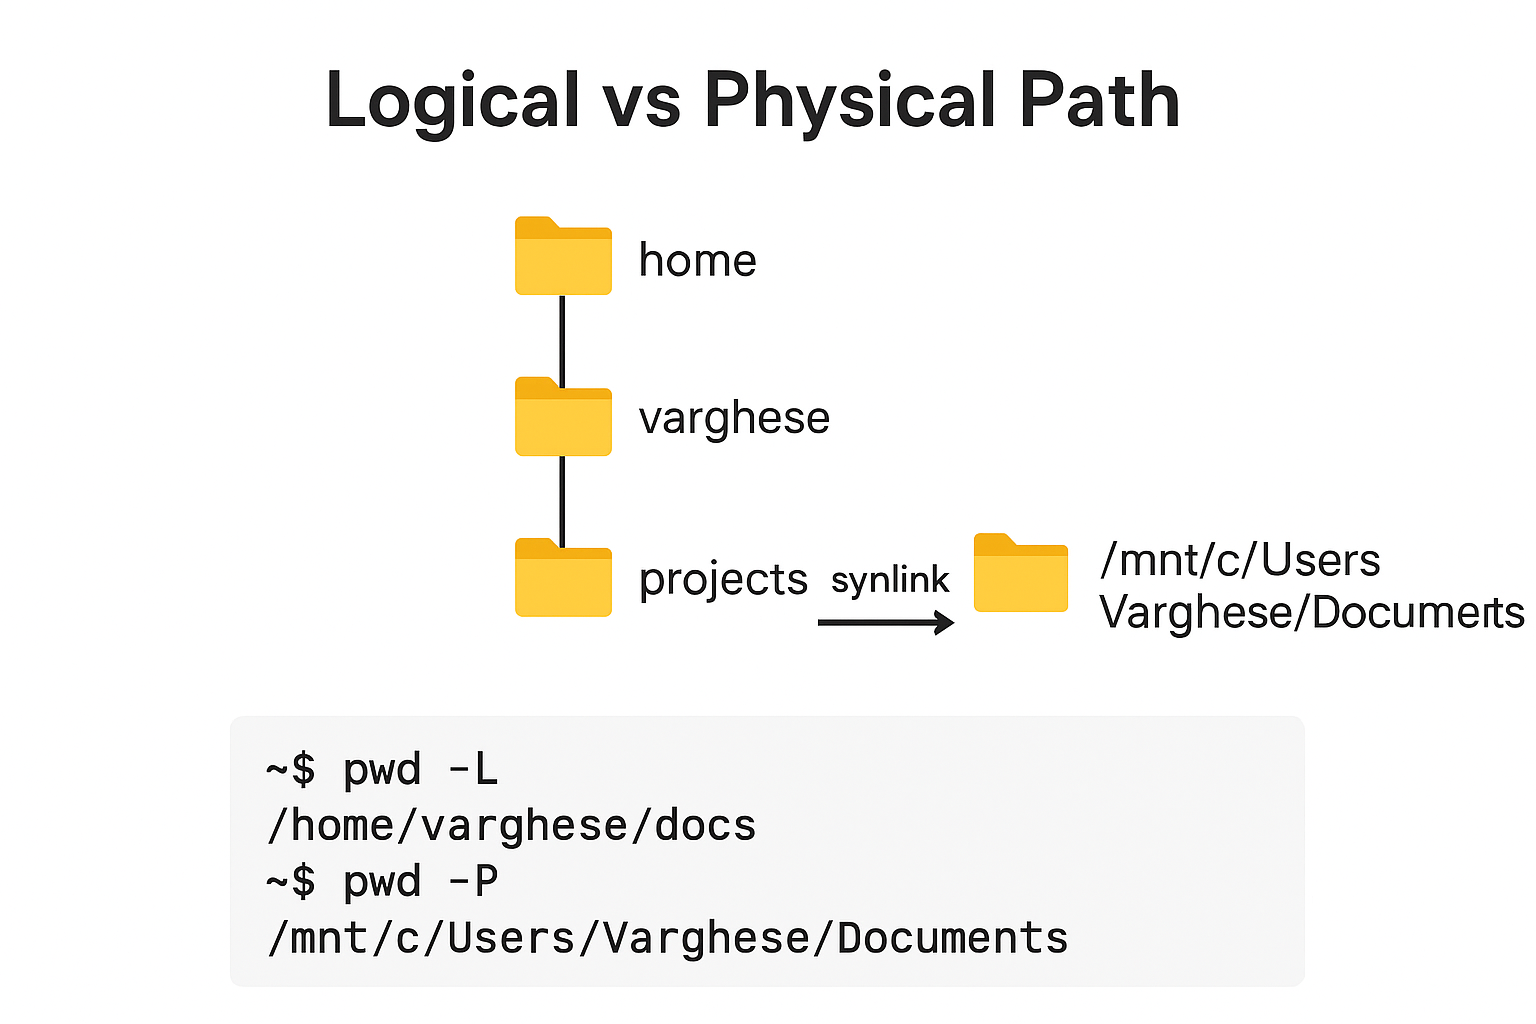 Logical vs Physical Path
home
varghese
projects
synlink
/mnt/c/Users
Varghese/Documents
~$ pwd -L
/home/varghese/docs
~$ pwd -P
/mnt/c/Users/Varghese/Documents